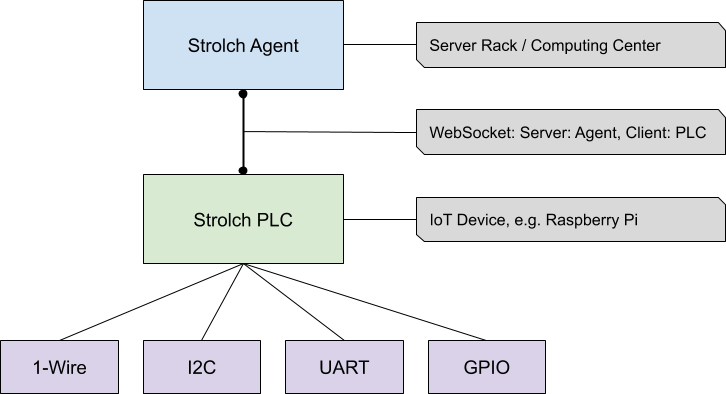 Strolch Agent
Server Rack / Computing Center
WebSocket: Server: Agent, Client: PLC
Strolch PLC
IoT Device, e.g. Raspberry Pi
1-Wire
I2C
UART
GPIO